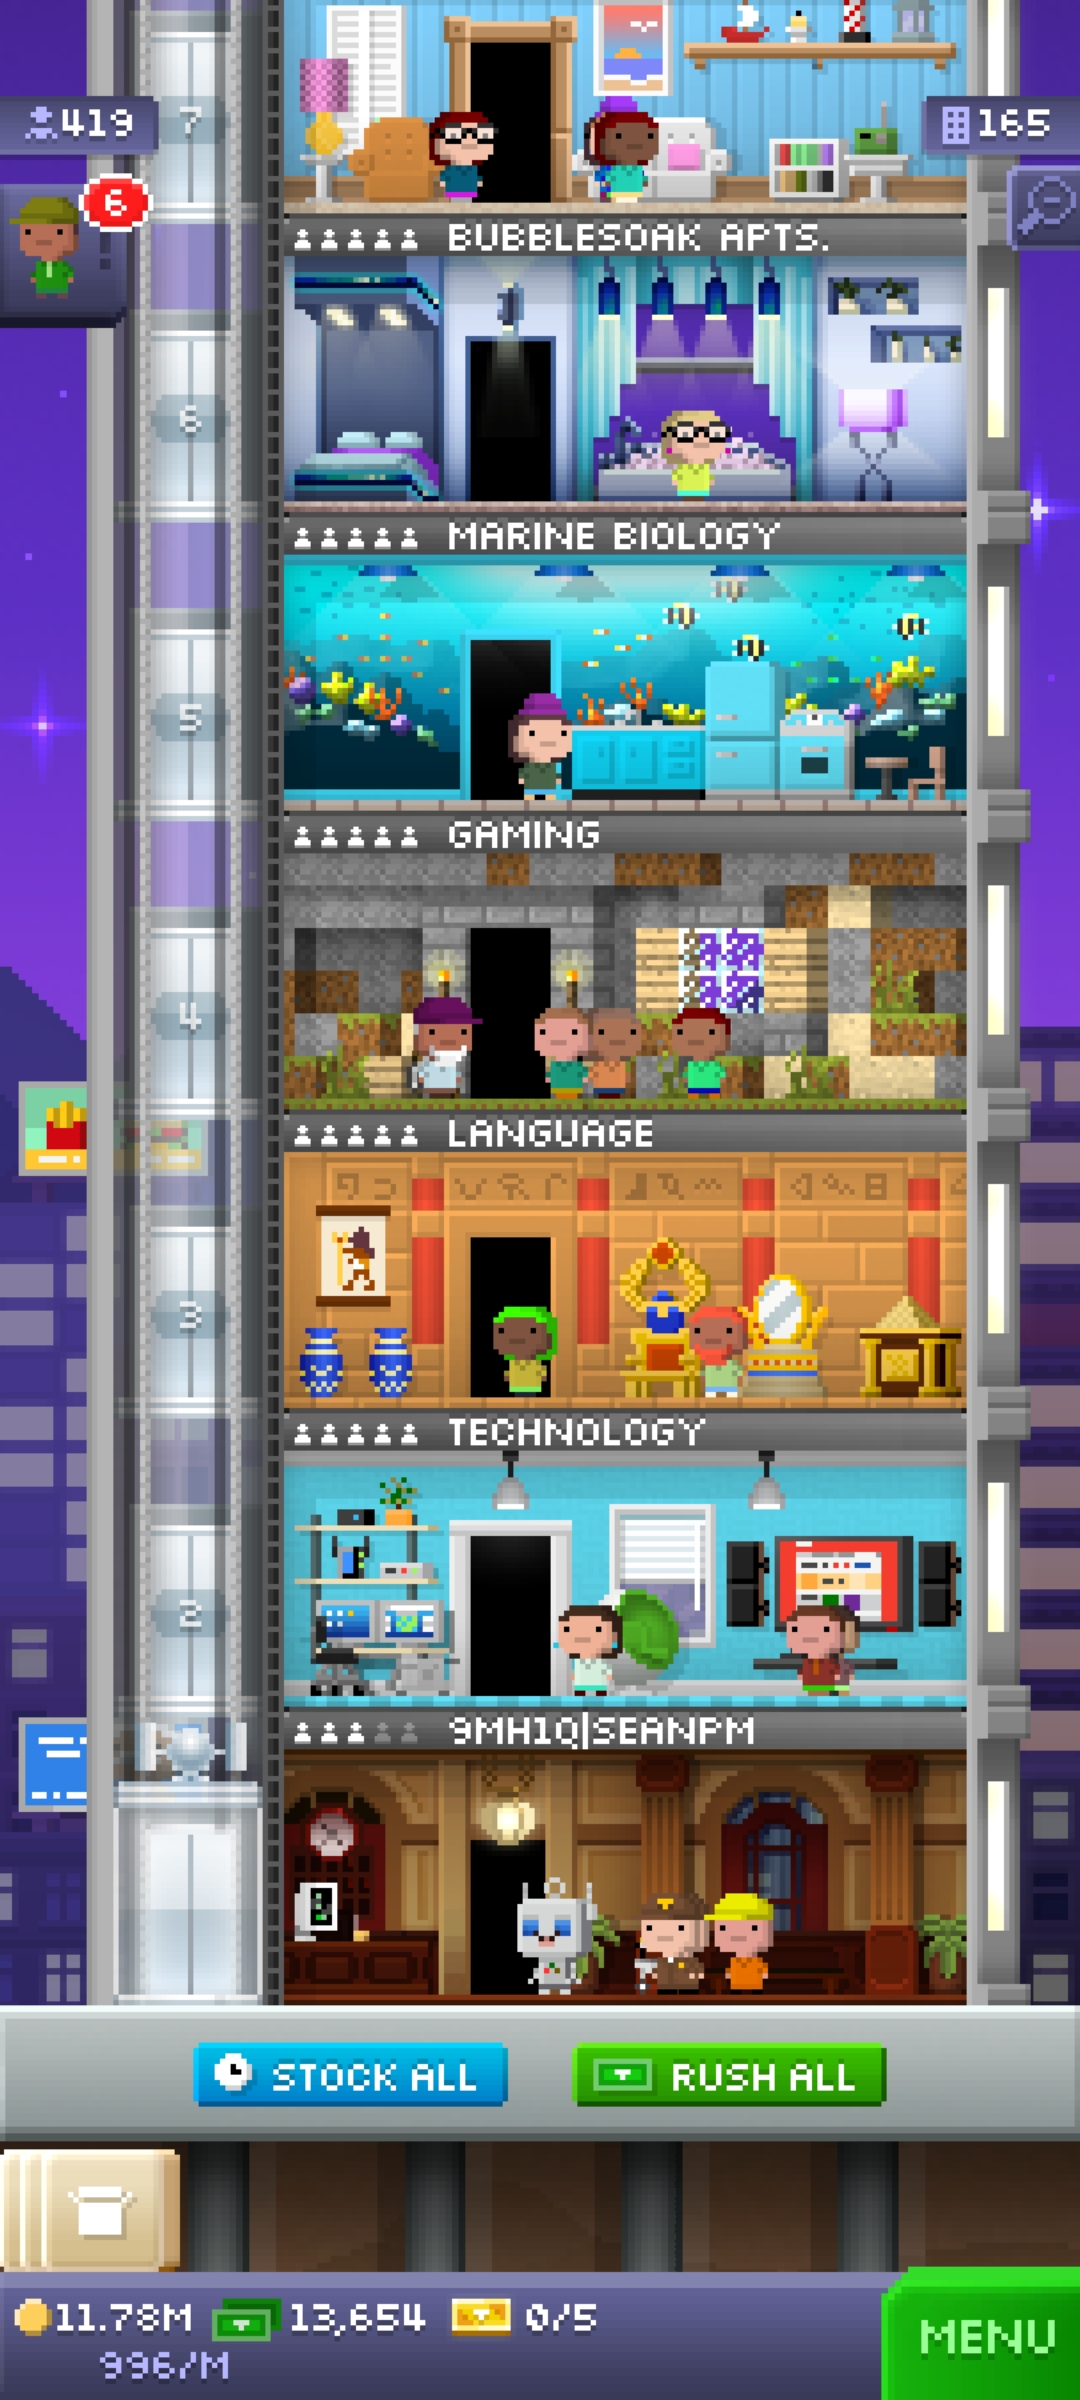 419
7
165
6
BUBBLESOAK APTS.
6
MARINE BIOLOGY
5
GAMING
4
LANGUAGE
3
TECHNOLOGY
2
9MH1Q|SEANPM
STOCK ALL
RUSH ALL
11.78M
13,654
0/5
996/M
MENU